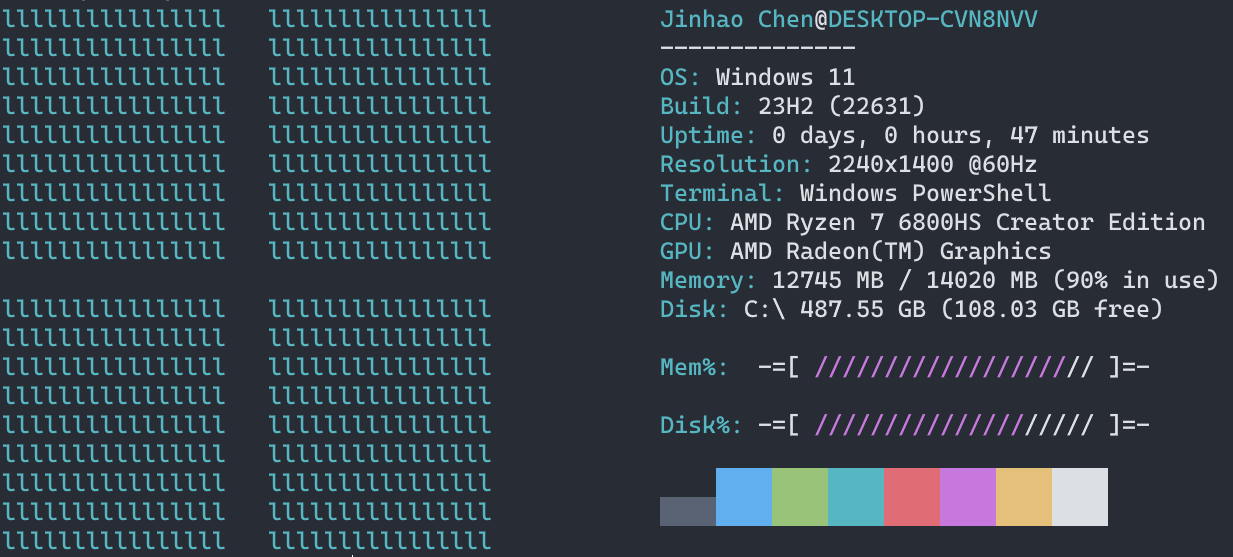 llllllllllllllll   llllllllllllllll            Jinhao Chen@DESKTOP-CVN8NVV
llllllllllllllll   llllllllllllllll            --------------
llllllllllllllll   llllllllllllllll            OS: Windows 11
llllllllllllllll   llllllllllllllll            Build: 23H2 (22631)
llllllllllllllll   llllllllllllllll            Uptime: 0 days, 0 hours, 47 minutes
llllllllllllllll   llllllllllllllll            Resolution: 2240x1400 @60Hz
llllllllllllllll   llllllllllllllll            Terminal: Windows PowerShell
llllllllllllllll   llllllllllllllll            CPU: AMD Ryzen 7 6800HS Creator Edition
llllllllllllllll   llllllllllllllll            GPU: AMD Radeon(TM) Graphics
                                               Memory: 12745 MB / 14020 MB (90% in use)
llllllllllllllll   llllllllllllllll            Disk: C:\ 487.55 GB (108.03 GB free)
llllllllllllllll   llllllllllllllll
llllllllllllllll   llllllllllllllll            Mem%:  -=[ //////////////////// ]=-
llllllllllllllll   llllllllllllllll
llllllllllllllll   llllllllllllllll            Disk%: -=[ //////////////////// ]=-
llllllllllllllll   llllllllllllllll
llllllllllllllll   llllllllllllllll
llllllllllllllll   llllllllllllllll
llllllllllllllll   llllllllllllllll